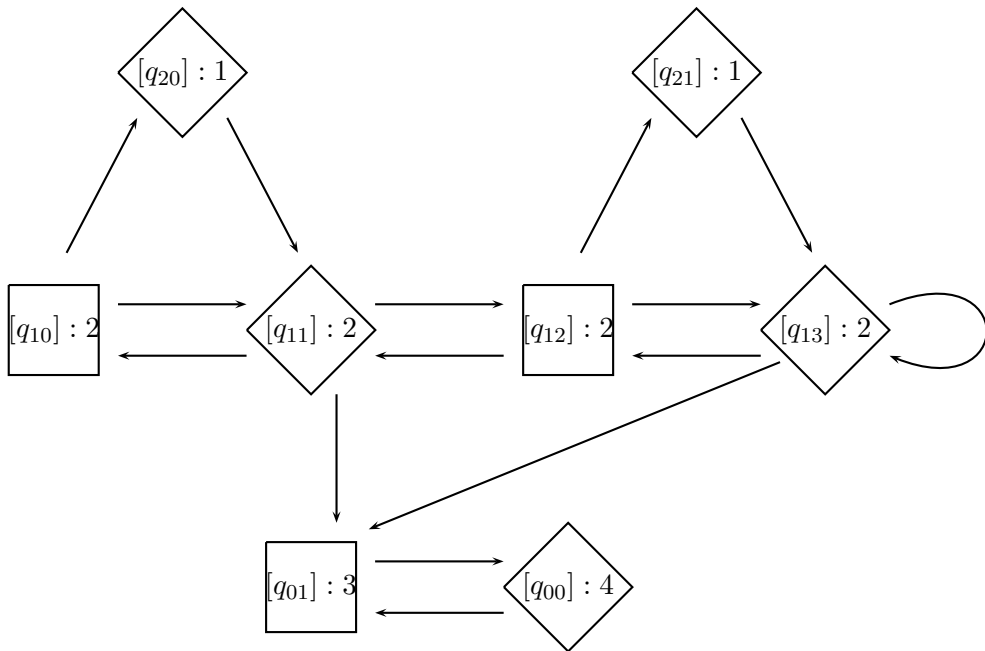 [q₂₀] : 1
[q₂₁] : 1
[q₁₀] : 2
[q₁₁] : 2
[q₁₂] : 2
[q₁₃] : 2
[q₀₁] : 3
[q₀₀] : 4